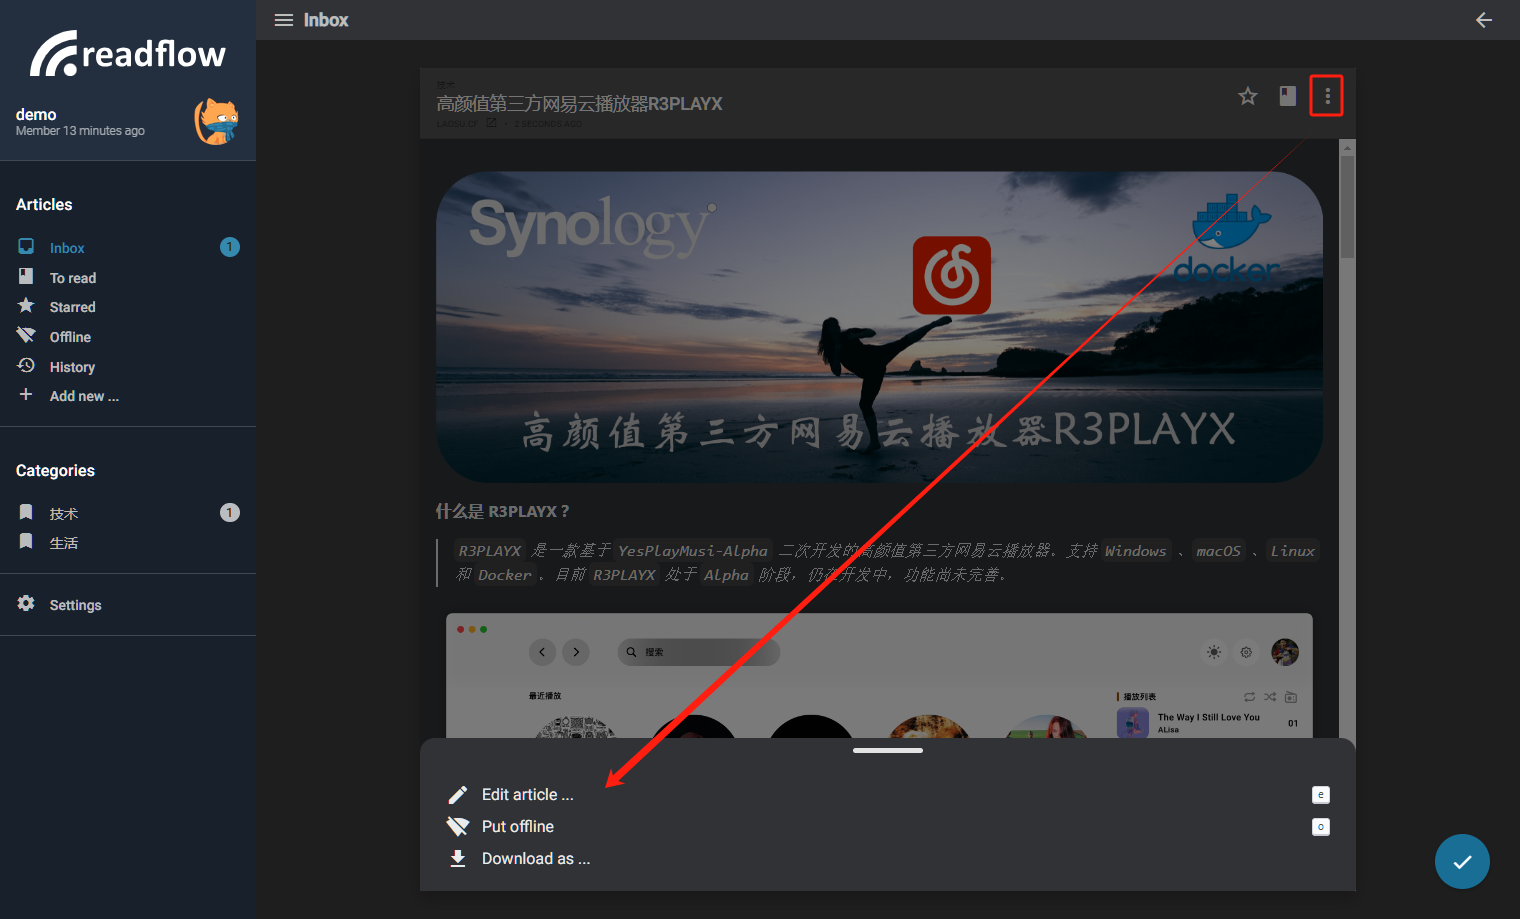 readflow
demo
Member 13 minutes ago
Articles
Inbox 1
To read
Starred
Offline
History
Add new ...
Categories
技术 1
生活
Settings
Inbox
技术
高颜值第三方网易云播放器R3PLAYX
LAOSU.CF • 2 SECONDS AGO
Synology
docker
高颜值第三方网易云播放器R3PLAYX
什么是 R3PLAYX ?
R3PLAYX 是一款基于 YesPlayMusi-Alpha 二次开发的高颜值第三方网易云播放器。支持 Windows 、 macOS 、 Linux
和 Docker 。目前 R3PLAYX 处于 Alpha 阶段，仍在开发中，功能尚未完善。
搜索
最近播放
播放列表
The Way I Still Love You 01
ALisa
Edit article ... e
Put offline o
Download as ...